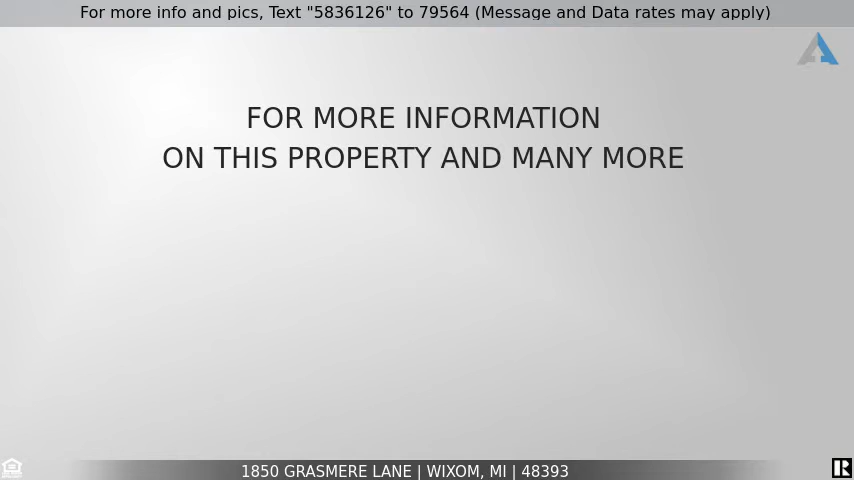 For more info and pics, Text "5836126" to 79564 (Message and Data rates may apply)
FOR MORE INFORMATION
ON THIS PROPERTY AND MANY MORE
1850 GRASMERE LANE | WIXOM, MI | 48393